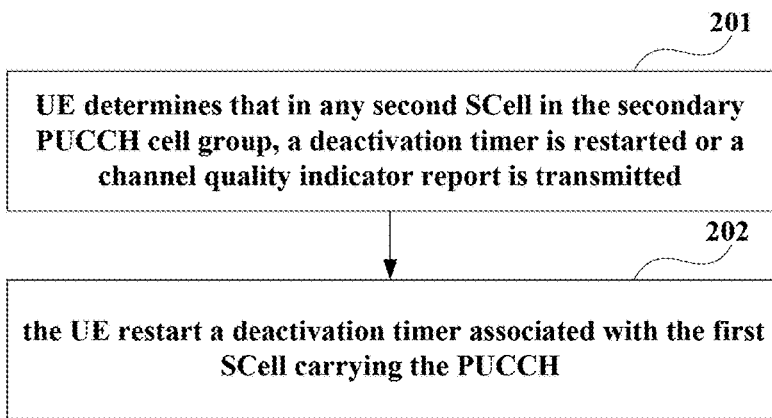 201
UE determines that in any second SCell in the secondary
PUCCH cell group, a deactivation timer is restarted or a
channel quality indicator report is transmitted
202
the UE restart a deactivation timer associated with the first
SCell carrying the PUCCH